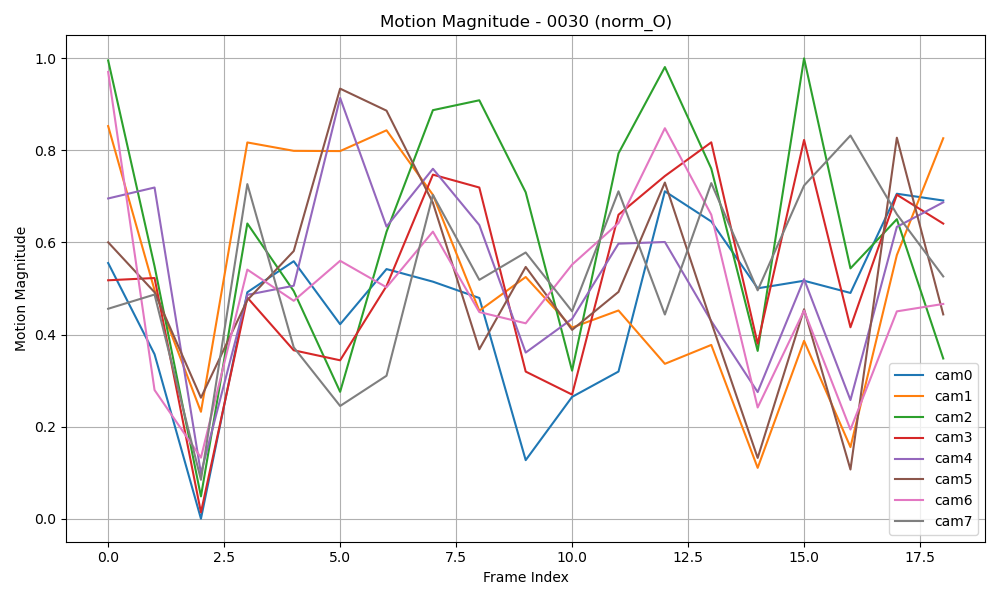 Motion Magnitude - 0030 (norm_O)
Motion Magnitude
1.0
0.8
0.6
0.4
0.2
0.0
0.0 2.5 5.0 7.5 10.0 12.5 15.0 17.5
Frame Index
cam0
cam1
cam2
cam3
cam4
cam5
cam6
cam7